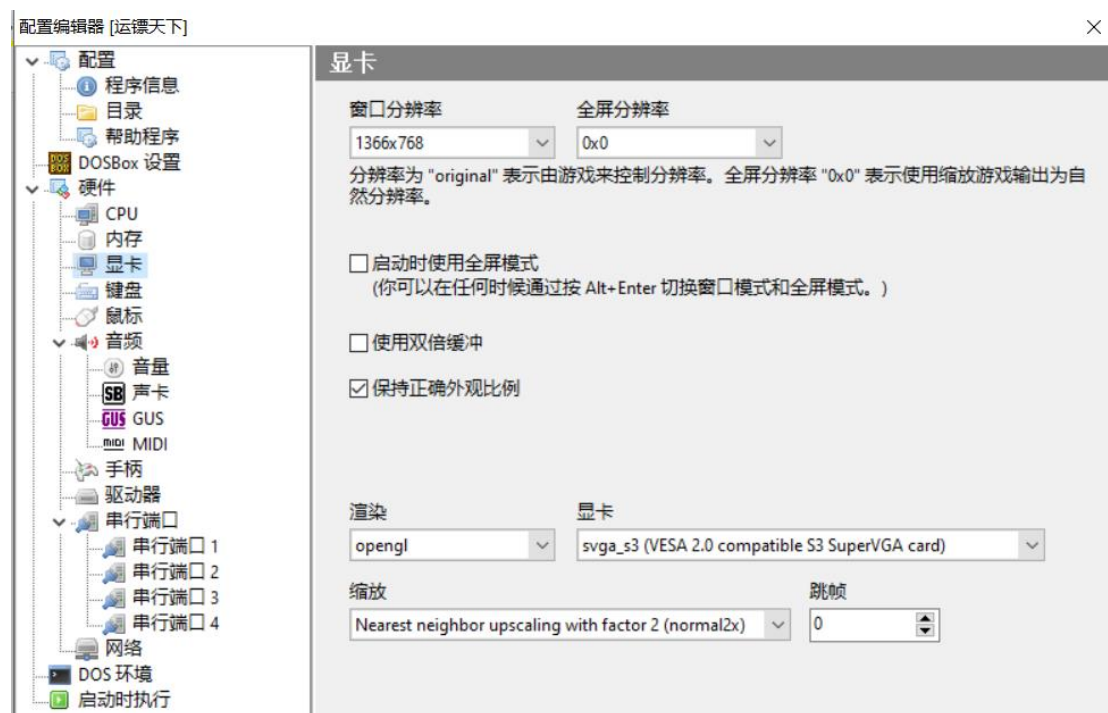 配置编辑器 [运镖天下]
配置
程序信息
目录
帮助程序
DOSBox 设置
硬件
CPU
内存
显卡
键盘
鼠标
音频
音量
声卡
GUS
MIDI
手柄
驱动器
串行端口
串行端口 1
串行端口 2
串行端口 3
串行端口 4
网络
DOS 环境
启动时执行
显卡
窗口分辨率
全屏分辨率
1366x768
0x0
分辨率为 "original" 表示由游戏来控制分辨率。全屏分辨率 "0x0" 表示使用缩放游戏输出为自
然分辨率。
启动时使用全屏模式
(你可以在任何时候通过按 Alt+Enter 切换窗口模式和全屏模式。)
使用双倍缓冲
保持正确外观比例
渲染
显卡
opengl
svga_s3 (VESA 2.0 compatible S3 SuperVGA card)
缩放
跳帧
Nearest neighbor upscaling with factor 2 (normal2x)
0